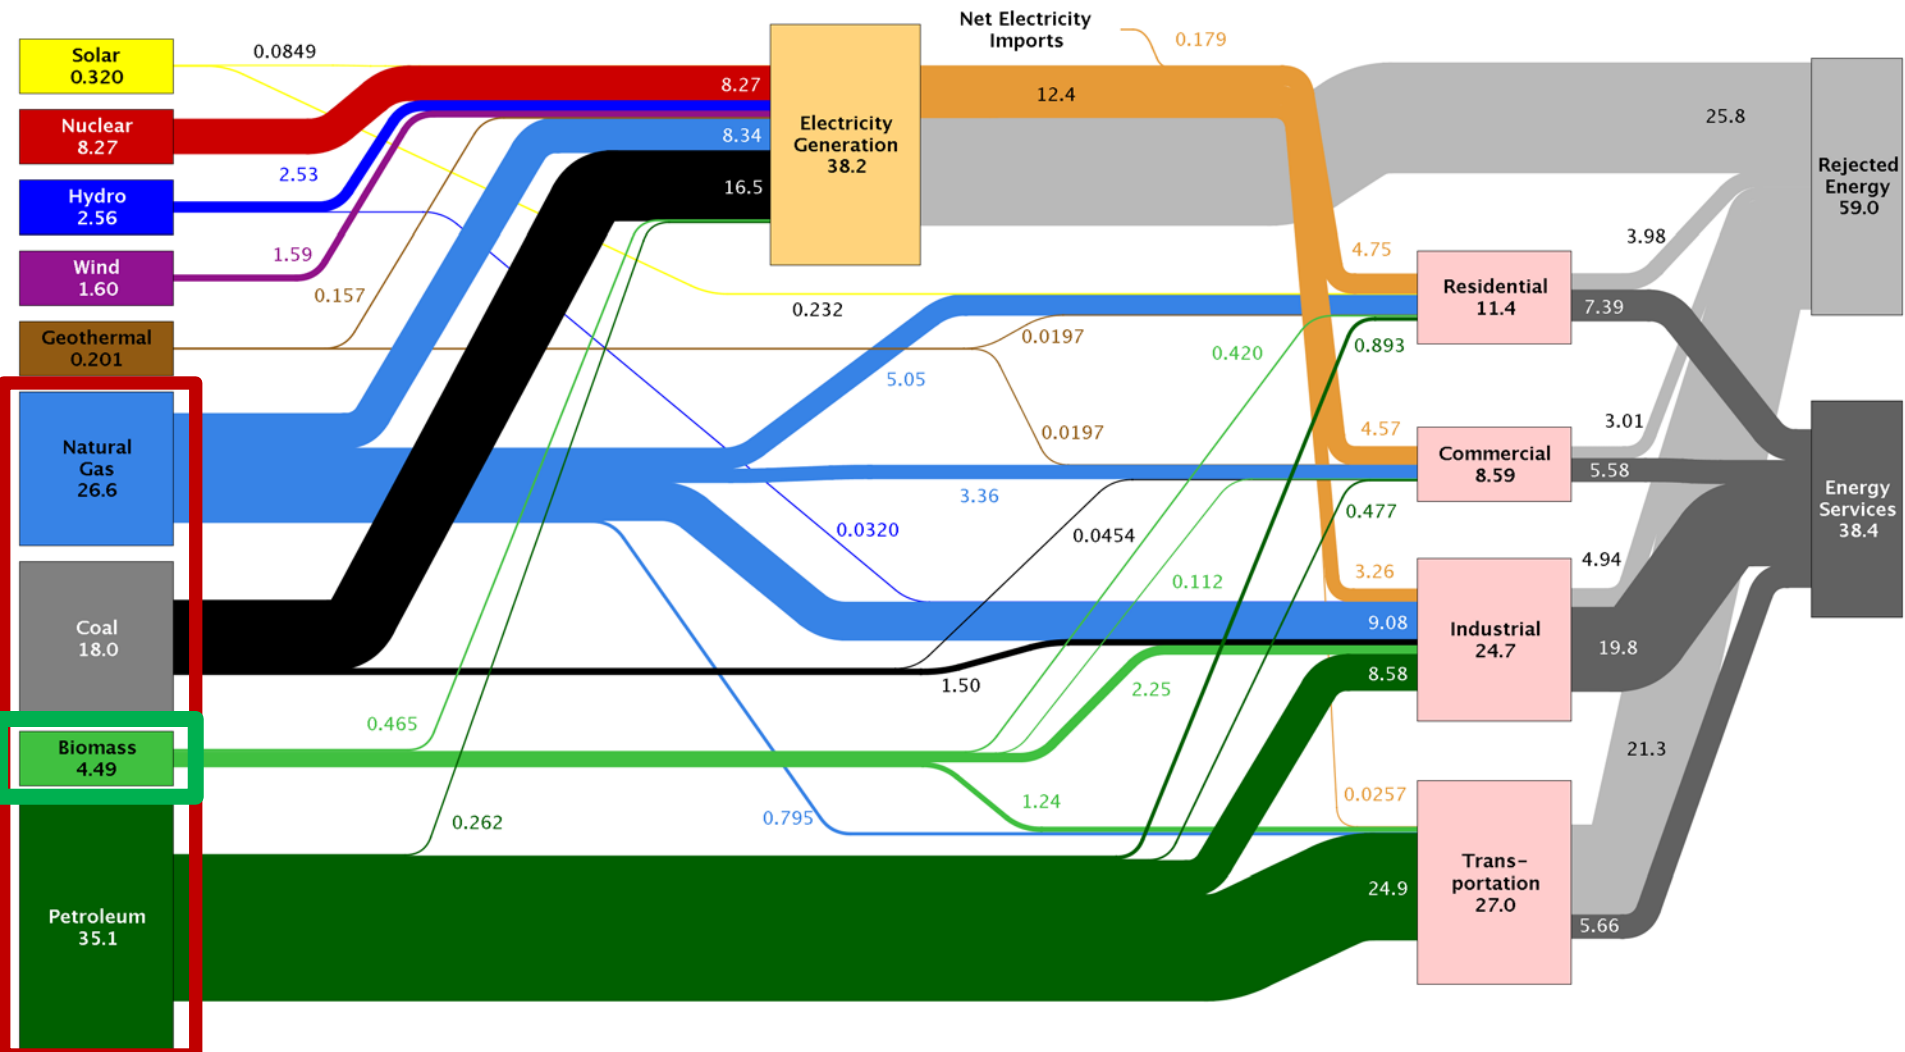 Net Electricity
Imports
0.179
Solar
0.320
0.0849
Nuclear
8.27
8.27
12.4
25.8
Electricity
Generation
38.2
8.34
Rejected
Energy
59.0
2.53
Hydro
2.56
16.5
Wind
1.60
1.59
4.75
3.98
0.157
Residential
11.4
7.39
0.232
Geothermal
0.201
0.0197
0.420
0.893
5.05
Natural
Gas
26.6
0.0197
4.57
3.01
Commercial
8.59
5.58
3.36
0.477
Energy
Services
38.4
0.0320
0.0454
0.112
3.26
4.94
Coal
18.0
9.08
Industrial
24.7
19.8
1.50
2.25
8.58
0.465
Biomass
4.49
21.3
1.24
0.0257
0.262
0.795
Petroleum
35.1
24.9
Trans-
portation
27.0
5.66